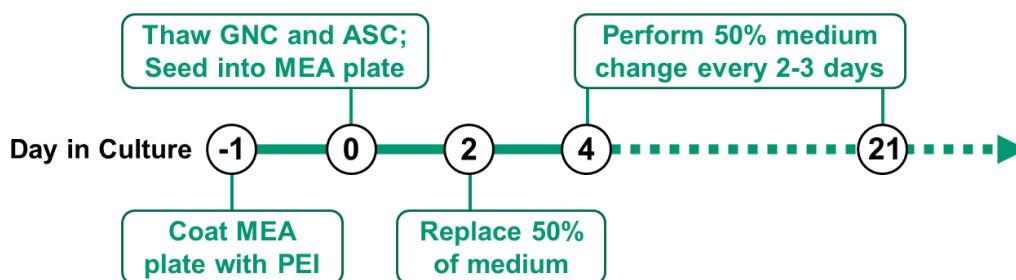 Thaw GNC and ASC;
Seed into MEA plate
Perform 50% medium
change every 2-3 days
Day in Culture
-1
0
2
4
21
Coat MEA
plate with PEI
Replace 50%
of medium